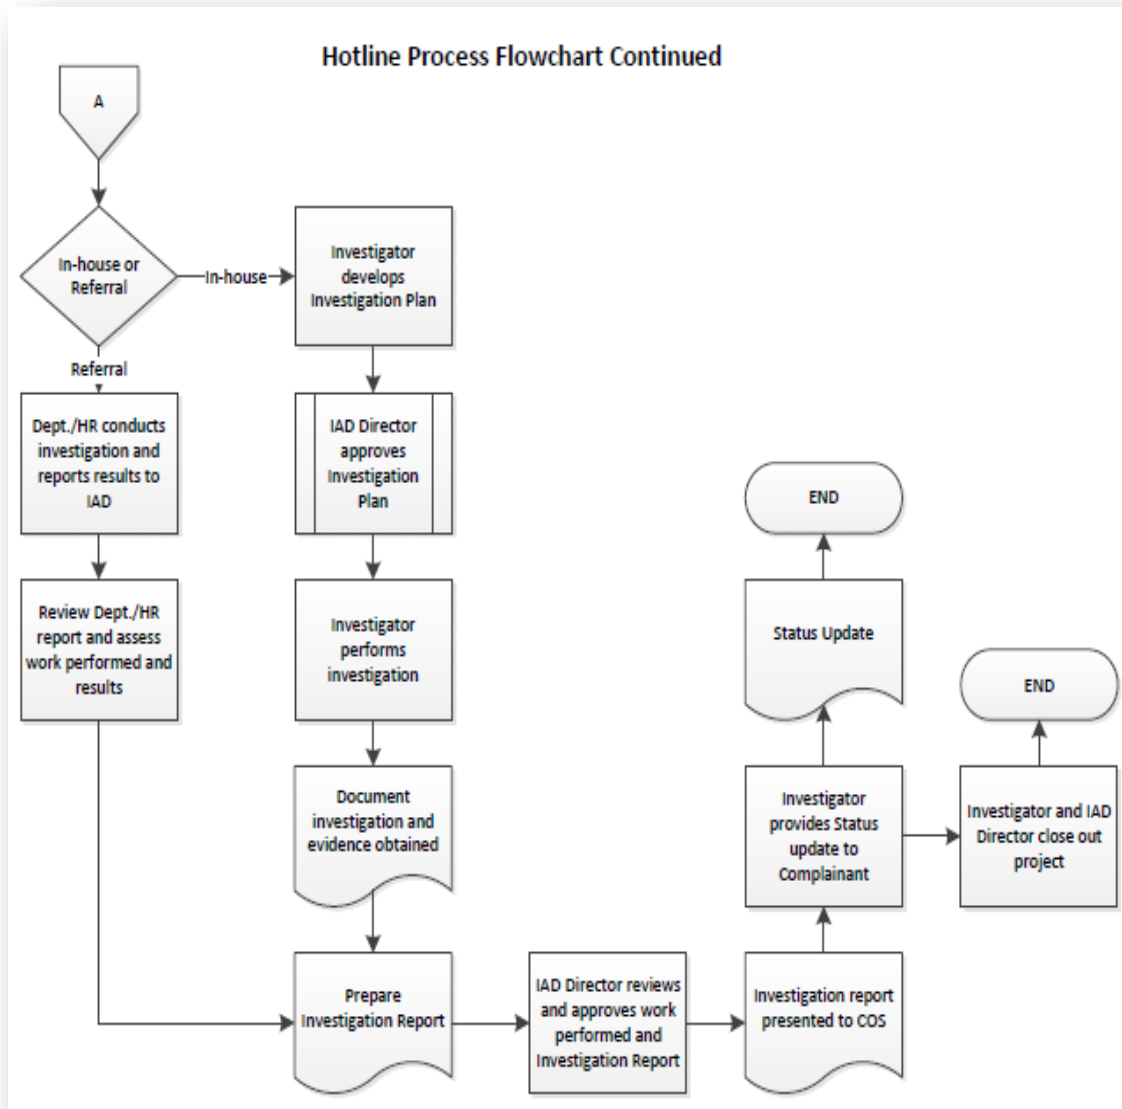 Hotline Process Flowchart Continued
A
In-house or
Referral
In-house
Investigator
develops
Investigation Plan
Referral
Dept./HR conducts
investigation and
reports results to
IAD
IAD Director
approves
Investigation
Plan
Review Dept./HR
report and assess
work performed and
results
Investigator
performs
investigation
Document
investigation and
evidence obtained
Prepare
Investigation Report
IAD Director reviews
and approves work
performed and
Investigation Report
Investigation report
presented to COS
Investigator
provides Status
update to
Complainant
Status Update
END
Investigator and IAD
Director close out
project
END